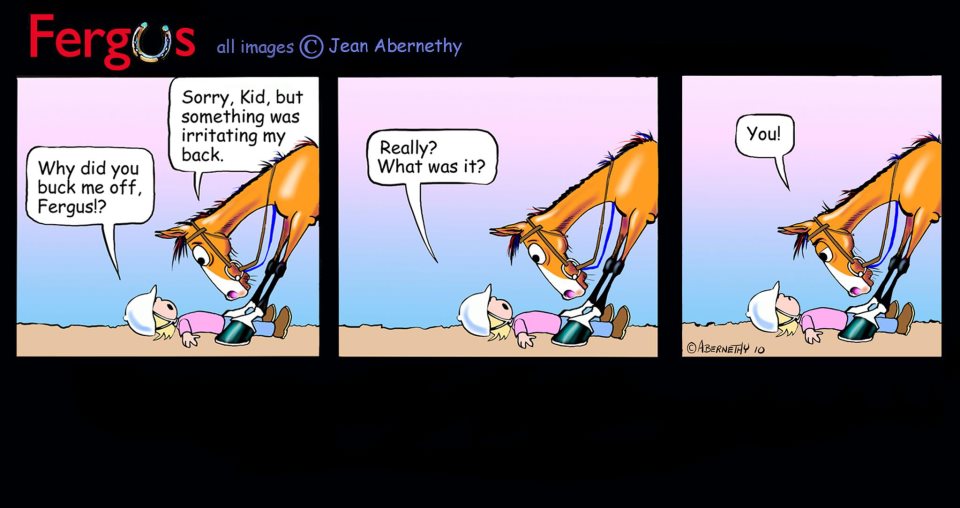 Fergus
all images © Jean Abernethy
Why did you
buck me off,
Fergus!?
Sorry, Kid, but
something was
irritating my
back.
Really?
What was it?
You!
© ABERNETHY 10